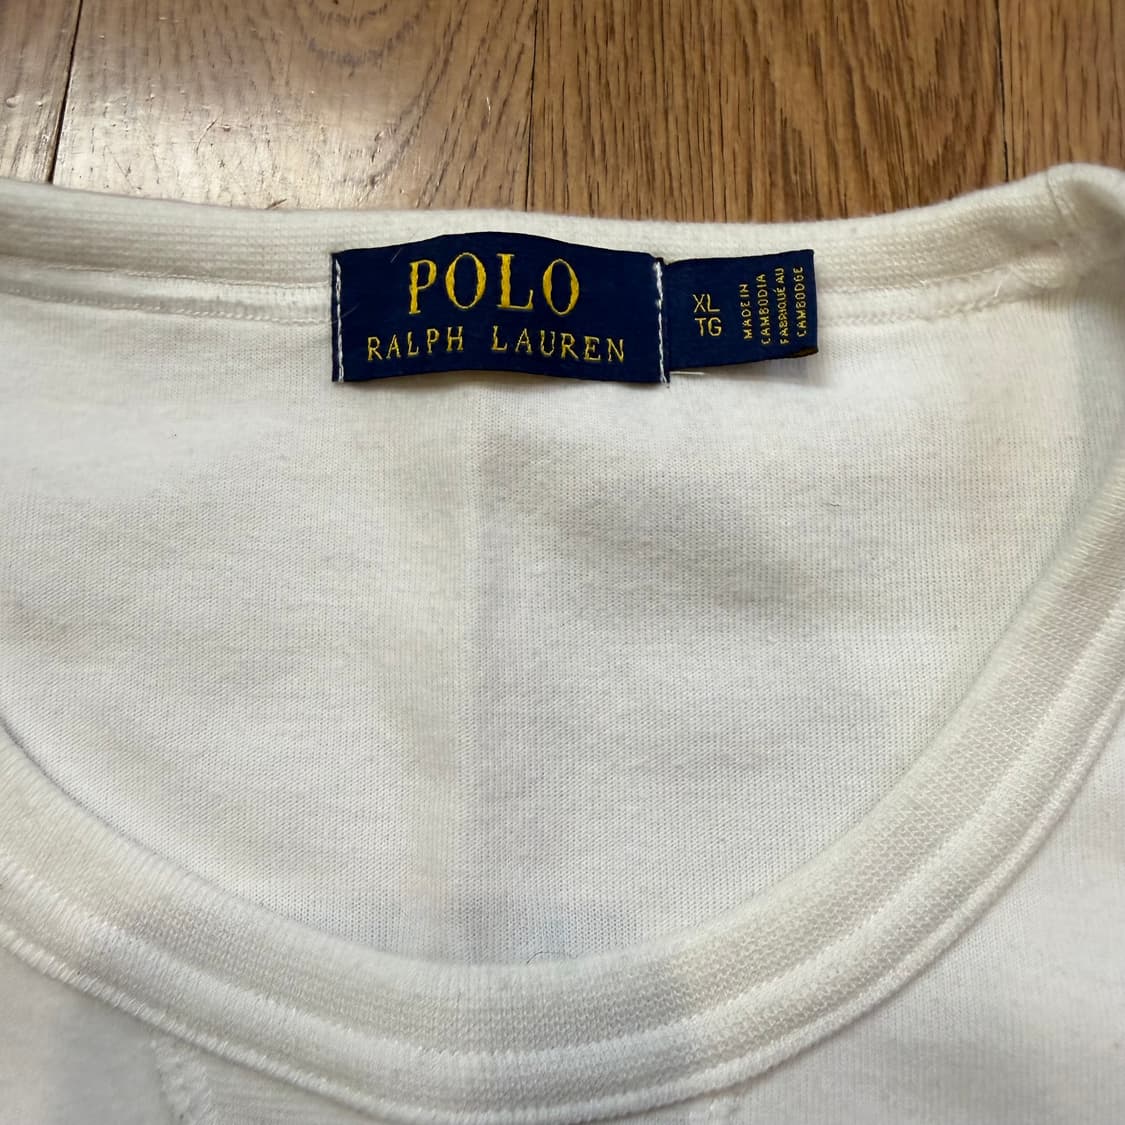 POLO
RALPH LAUREN
XL
TG
MADE IN
CAMBODIA
FABRIQUÉ AU
CAMBODGE